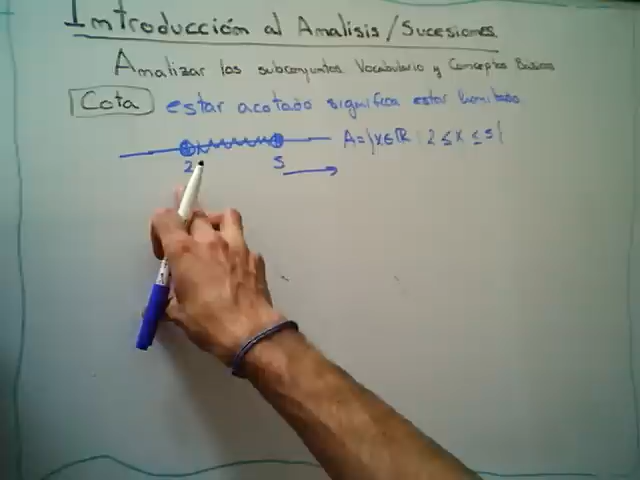 Introducción al Analisis/Sucesiones.
Analizar los subconjuntos Vocabulario y Conceptos Basicos
Cota estar acotado significa estar limitado
A={x∈ℝ: 2≤x≤5}
2 5